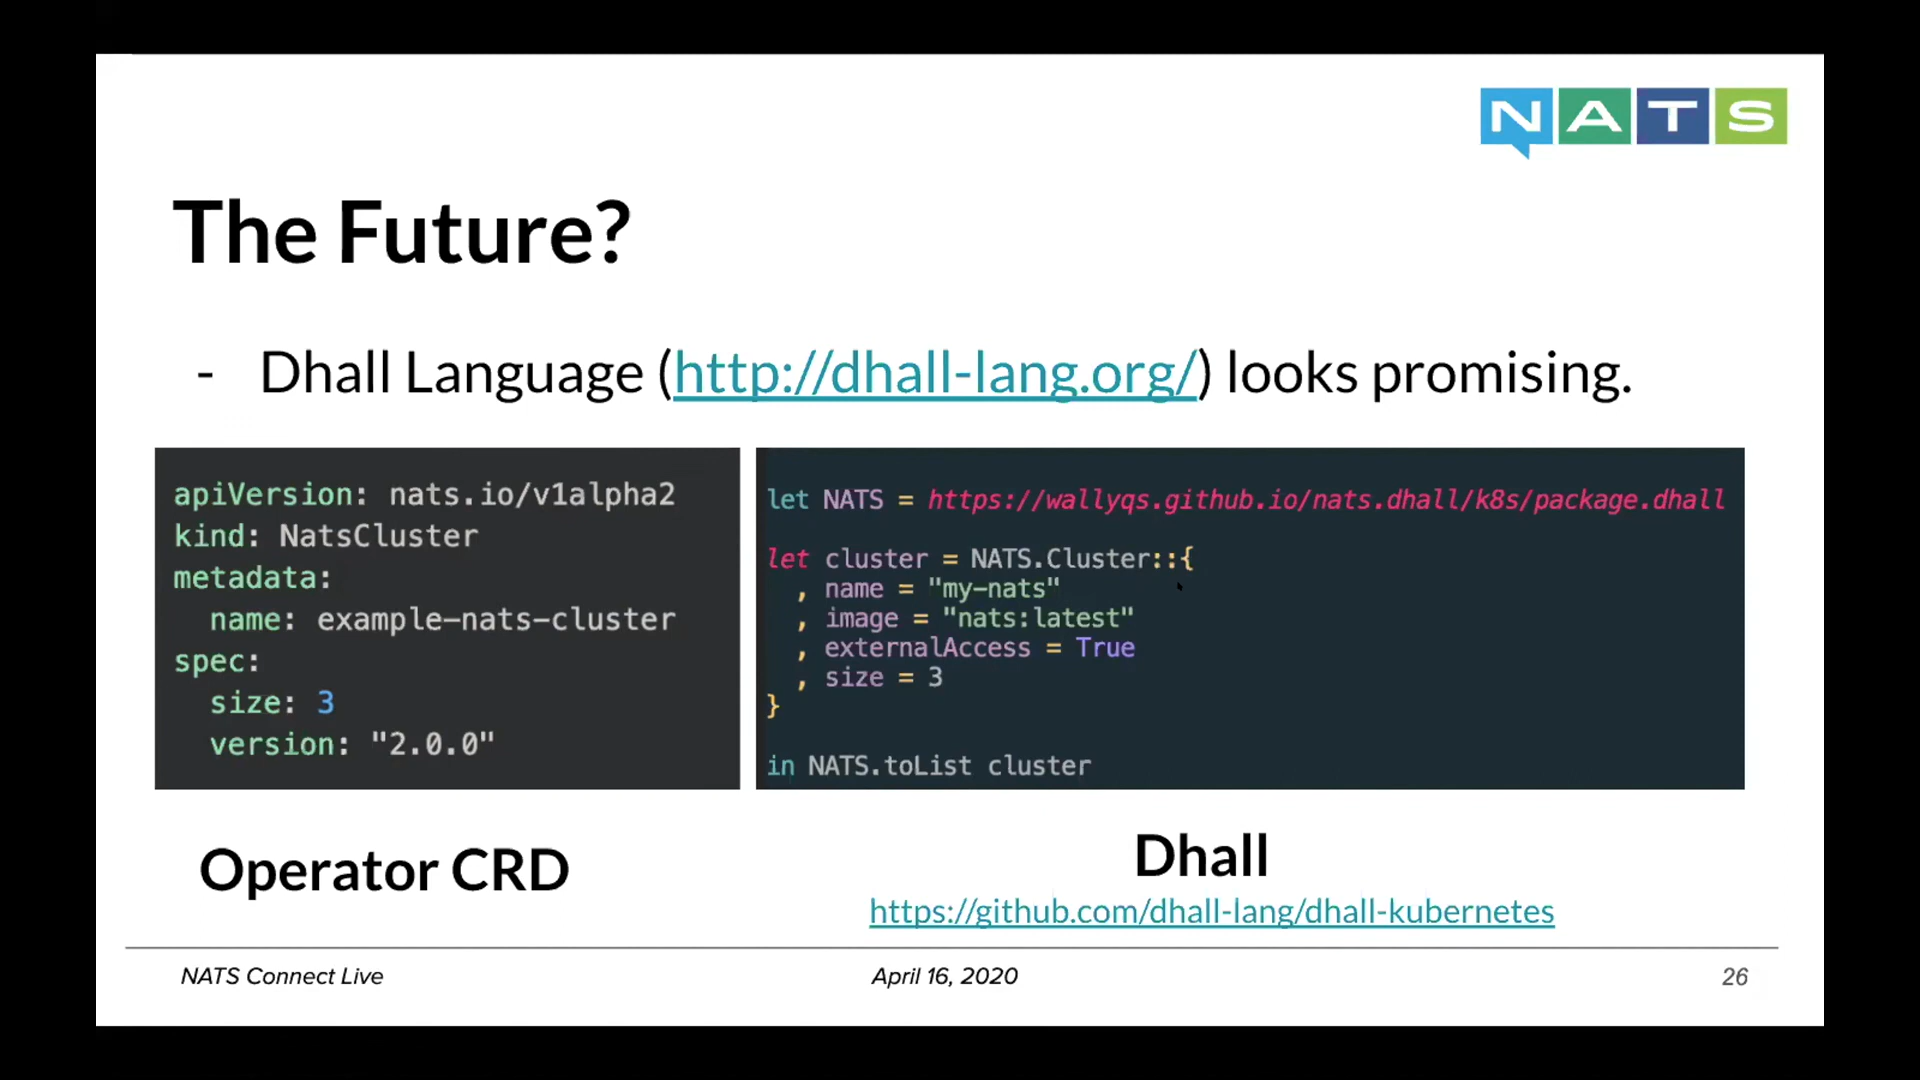 NATS
The Future?
- Dhall Language (http://dhall-lang.org/) looks promising.
apiVersion: nats.io/v1alpha2
kind: NatsCluster
metadata:
  name: example-nats-cluster
spec:
  size: 3
  version: "2.0.0"
let NATS = https://wallyqs.github.io/nats.dhall/k8s/package.dhall
let cluster = NATS.Cluster::{
  , name = "my-nats"
  , image = "nats:latest"
  , externalAccess = True
  , size = 3
}
in NATS.toList cluster
Operator CRD
Dhall
https://github.com/dhall-lang/dhall-kubernetes
NATS Connect Live
April 16, 2020
26